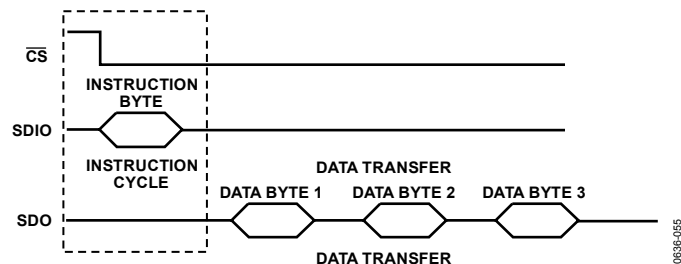 CS
INSTRUCTION
BYTE
SDIO
INSTRUCTION
CYCLE
DATA TRANSFER
DATA BYTE 1 DATA BYTE 2 DATA BYTE 3
SDO
DATA TRANSFER
0636-055